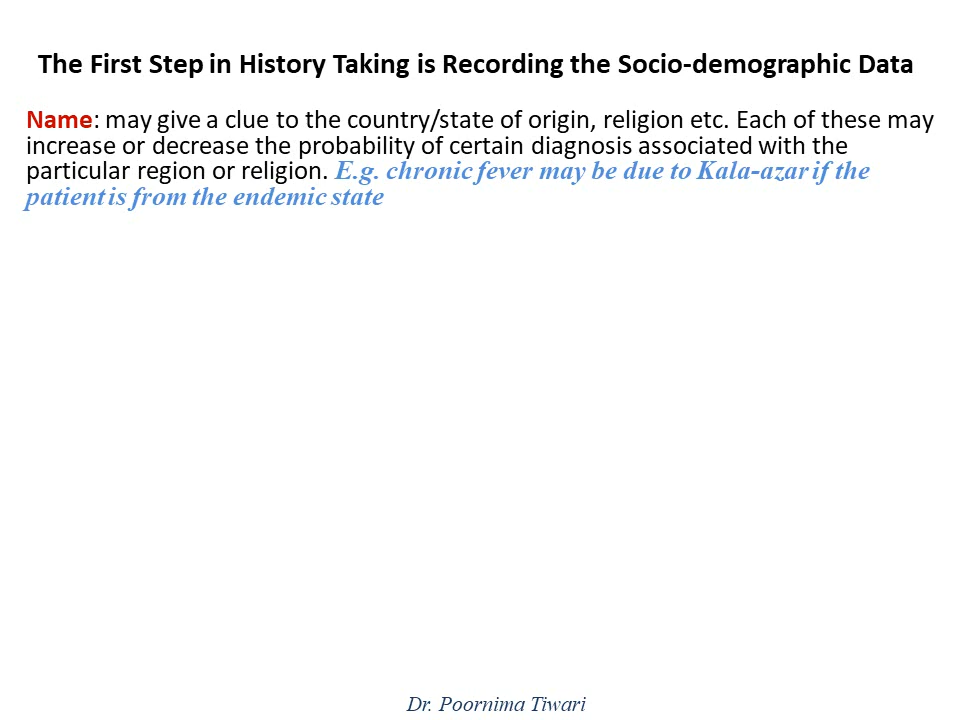 The First Step in History Taking is Recording the Socio-demographic Data
Name: may give a clue to the country/state of origin, religion etc. Each of these may
increase or decrease the probability of certain diagnosis associated with the
particular region or religion. E.g. chronic fever may be due to Kala-azar if the
patient is from the endemic state
Dr. Poornima Tiwari